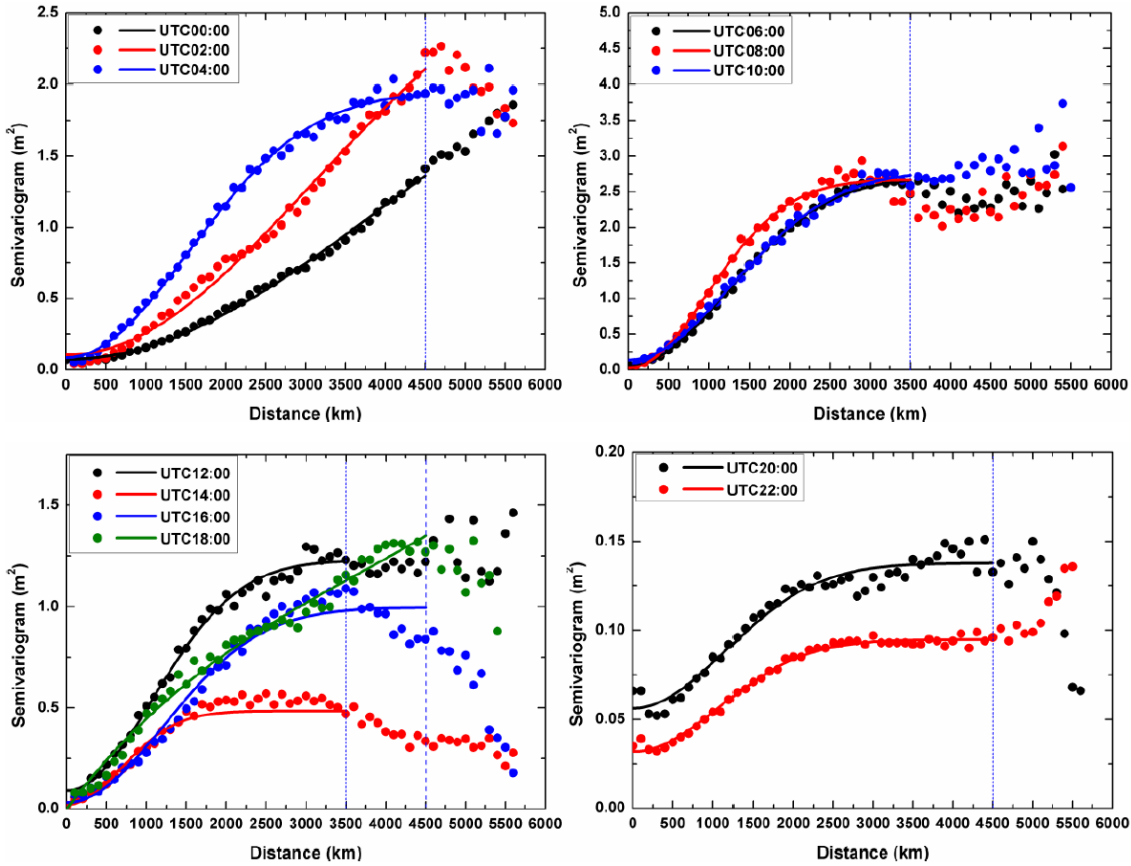 2.5
2.0
1.5
1.0
0.5
0.0
Semivariogram (m²)
UTC00:00
UTC02:00
UTC04:00
0 500 1000 1500 2000 2500 3000 3500 4000 4500 5000 5500 6000
Distance (km)
5.0
4.5
4.0
3.5
3.0
2.5
2.0
1.5
1.0
0.5
0.0
Semivariogram (m²)
UTC06:00
UTC08:00
UTC10:00
0 500 1000 1500 2000 2500 3000 3500 4000 4500 5000 5500 6000
Distance (km)
1.5
1.0
0.5
0.0
Semivariogram (m²)
UTC12:00
UTC14:00
UTC16:00
UTC18:00
0 500 1000 1500 2000 2500 3000 3500 4000 4500 5000 5500 6000
Distance (km)
0.20
0.15
0.10
0.05
0.00
Semivariogram (m²)
UTC20:00
UTC22:00
0 500 1000 1500 2000 2500 3000 3500 4000 4500 5000 5500 6000
Distance (km)